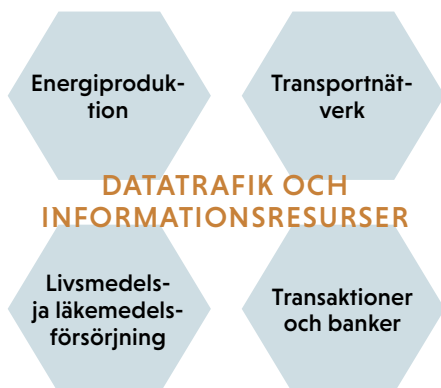 Energiproduk-
tion
Transportnät-
verk
DATATRAFIK OCH
INFORMATIONSRESURSER
Livsmedels-
ja läkemedels-
försörjning
Transaktioner
och banker